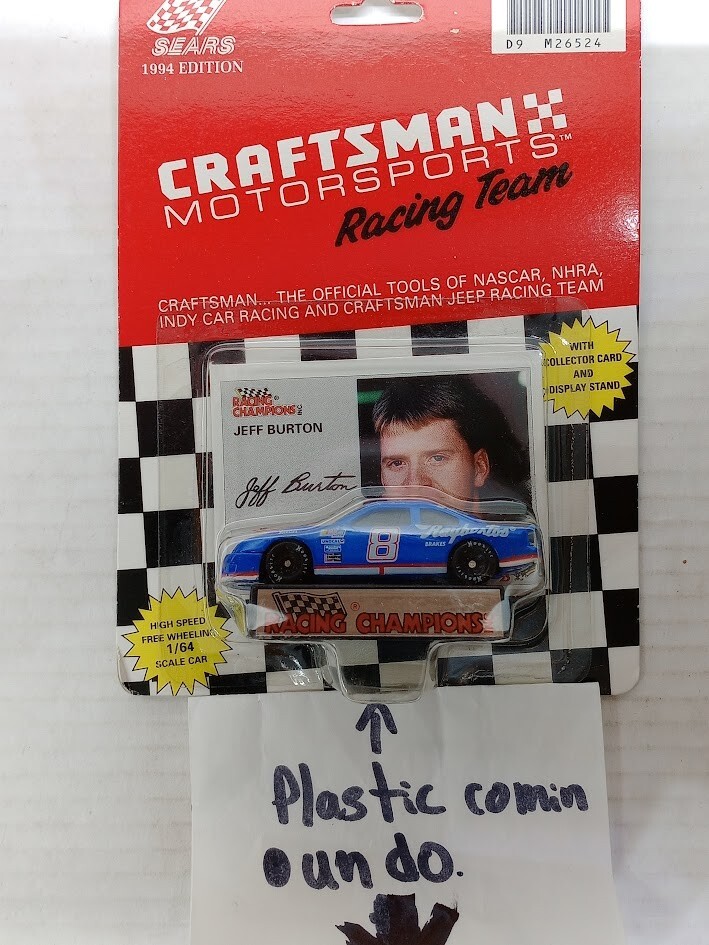 SEARS
1994 EDITION
D9 M26524
CRAFTSMAN
MOTORSPORTS™
Racing Team
CRAFTSMAN... THE OFFICIAL TOOLS OF NASCAR, NHRA,
INDY CAR RACING AND CRAFTSMAN JEEP RACING TEAM
WITH
COLLECTOR CARD
AND
DISPLAY STAND
RACING
CHAMPIONS INC
JEFF BURTON
Jeff Burton
8
Raybestos
BRAKES
HIGH SPEED
FREE WHEELING
1/64
SCALE CAR
®
RACING CHAMPIONS
↑
Plastic comin
un do.